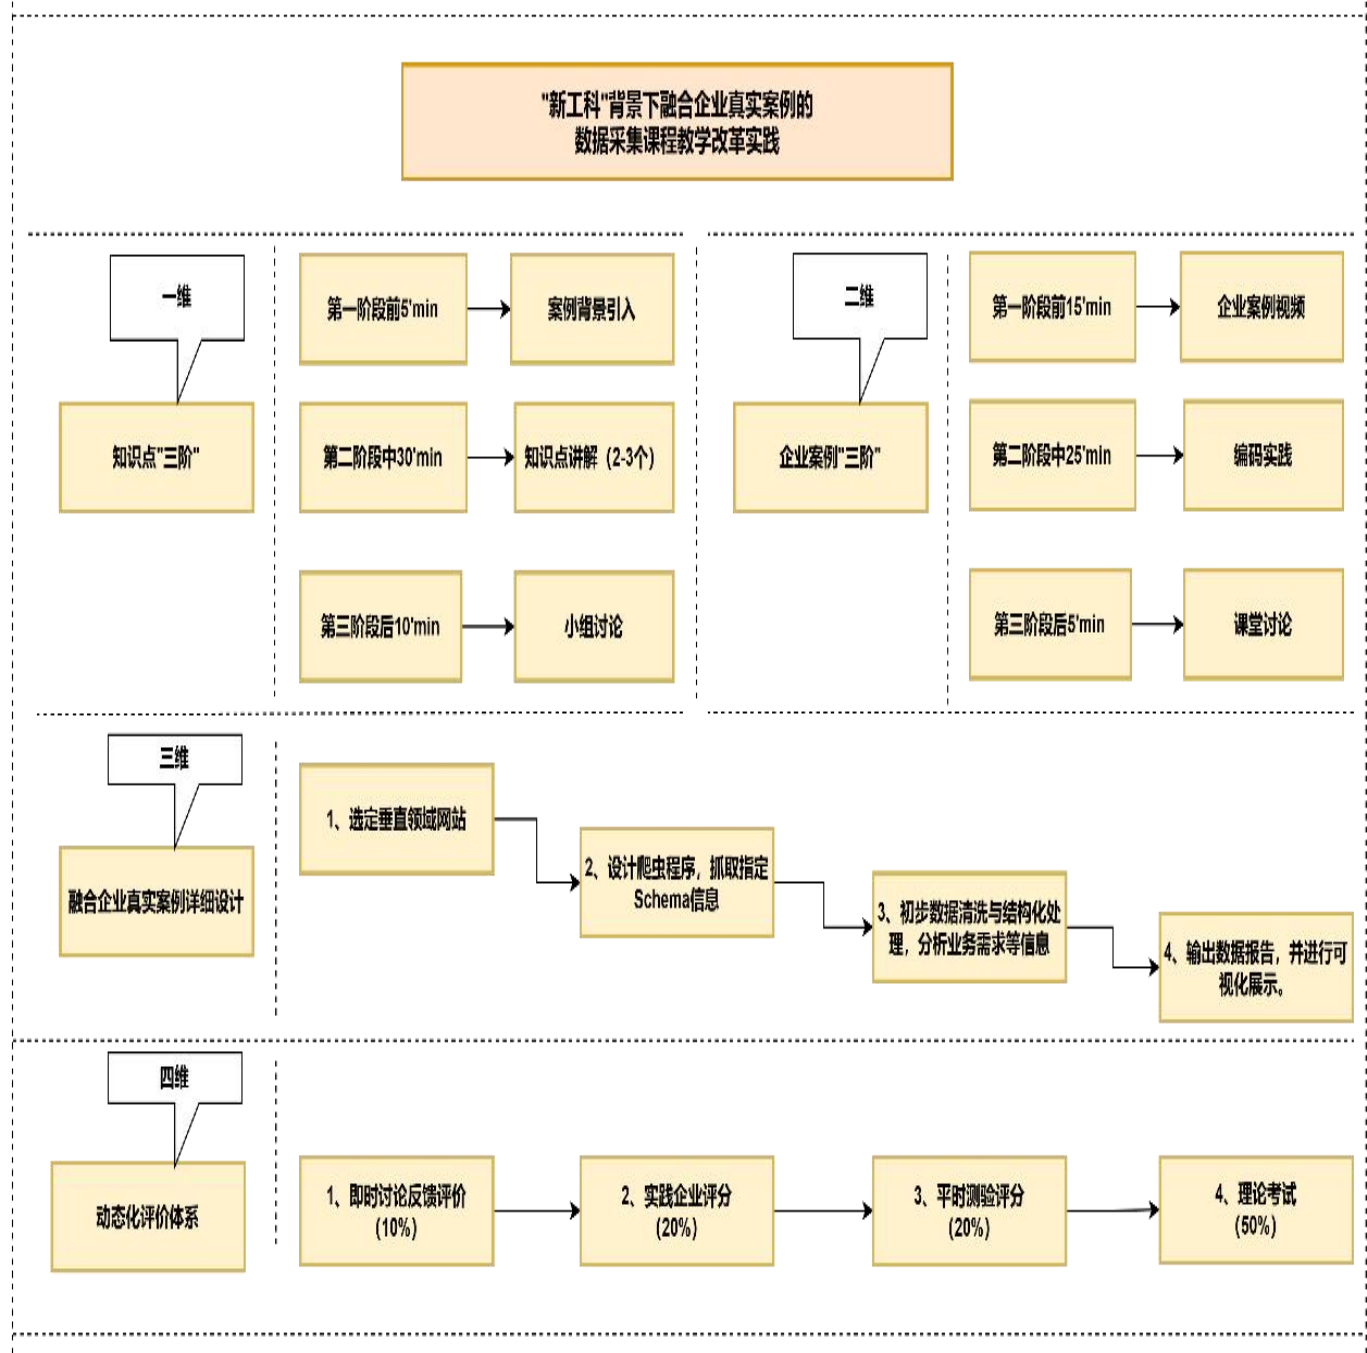 "新工科"背景下融合企业真实案例的
数据采集课程教学改革实践
一维
知识点"三阶"
第一阶段前5'min
案例背景引入
第二阶段中30'min
知识点讲解（2-3个）
第三阶段后10'min
小组讨论
二维
企业案例"三阶"
第一阶段前15'min
企业案例视频
第二阶段中25'min
编码实践
第三阶段后5'min
课堂讨论
三维
融合企业真实案例详细设计
1、选定垂直领域网站
2、设计爬虫程序，抓取指定
Schema信息
3、初步数据清洗与结构化处
理，分析业务需求等信息
4、输出数据报告，并进行可
视化展示。
四维
动态化评价体系
1、即时讨论反馈评价
(10%)
2、实践企业评分
(20%)
3、平时测验评分
(20%)
4、理论考试
(50%)